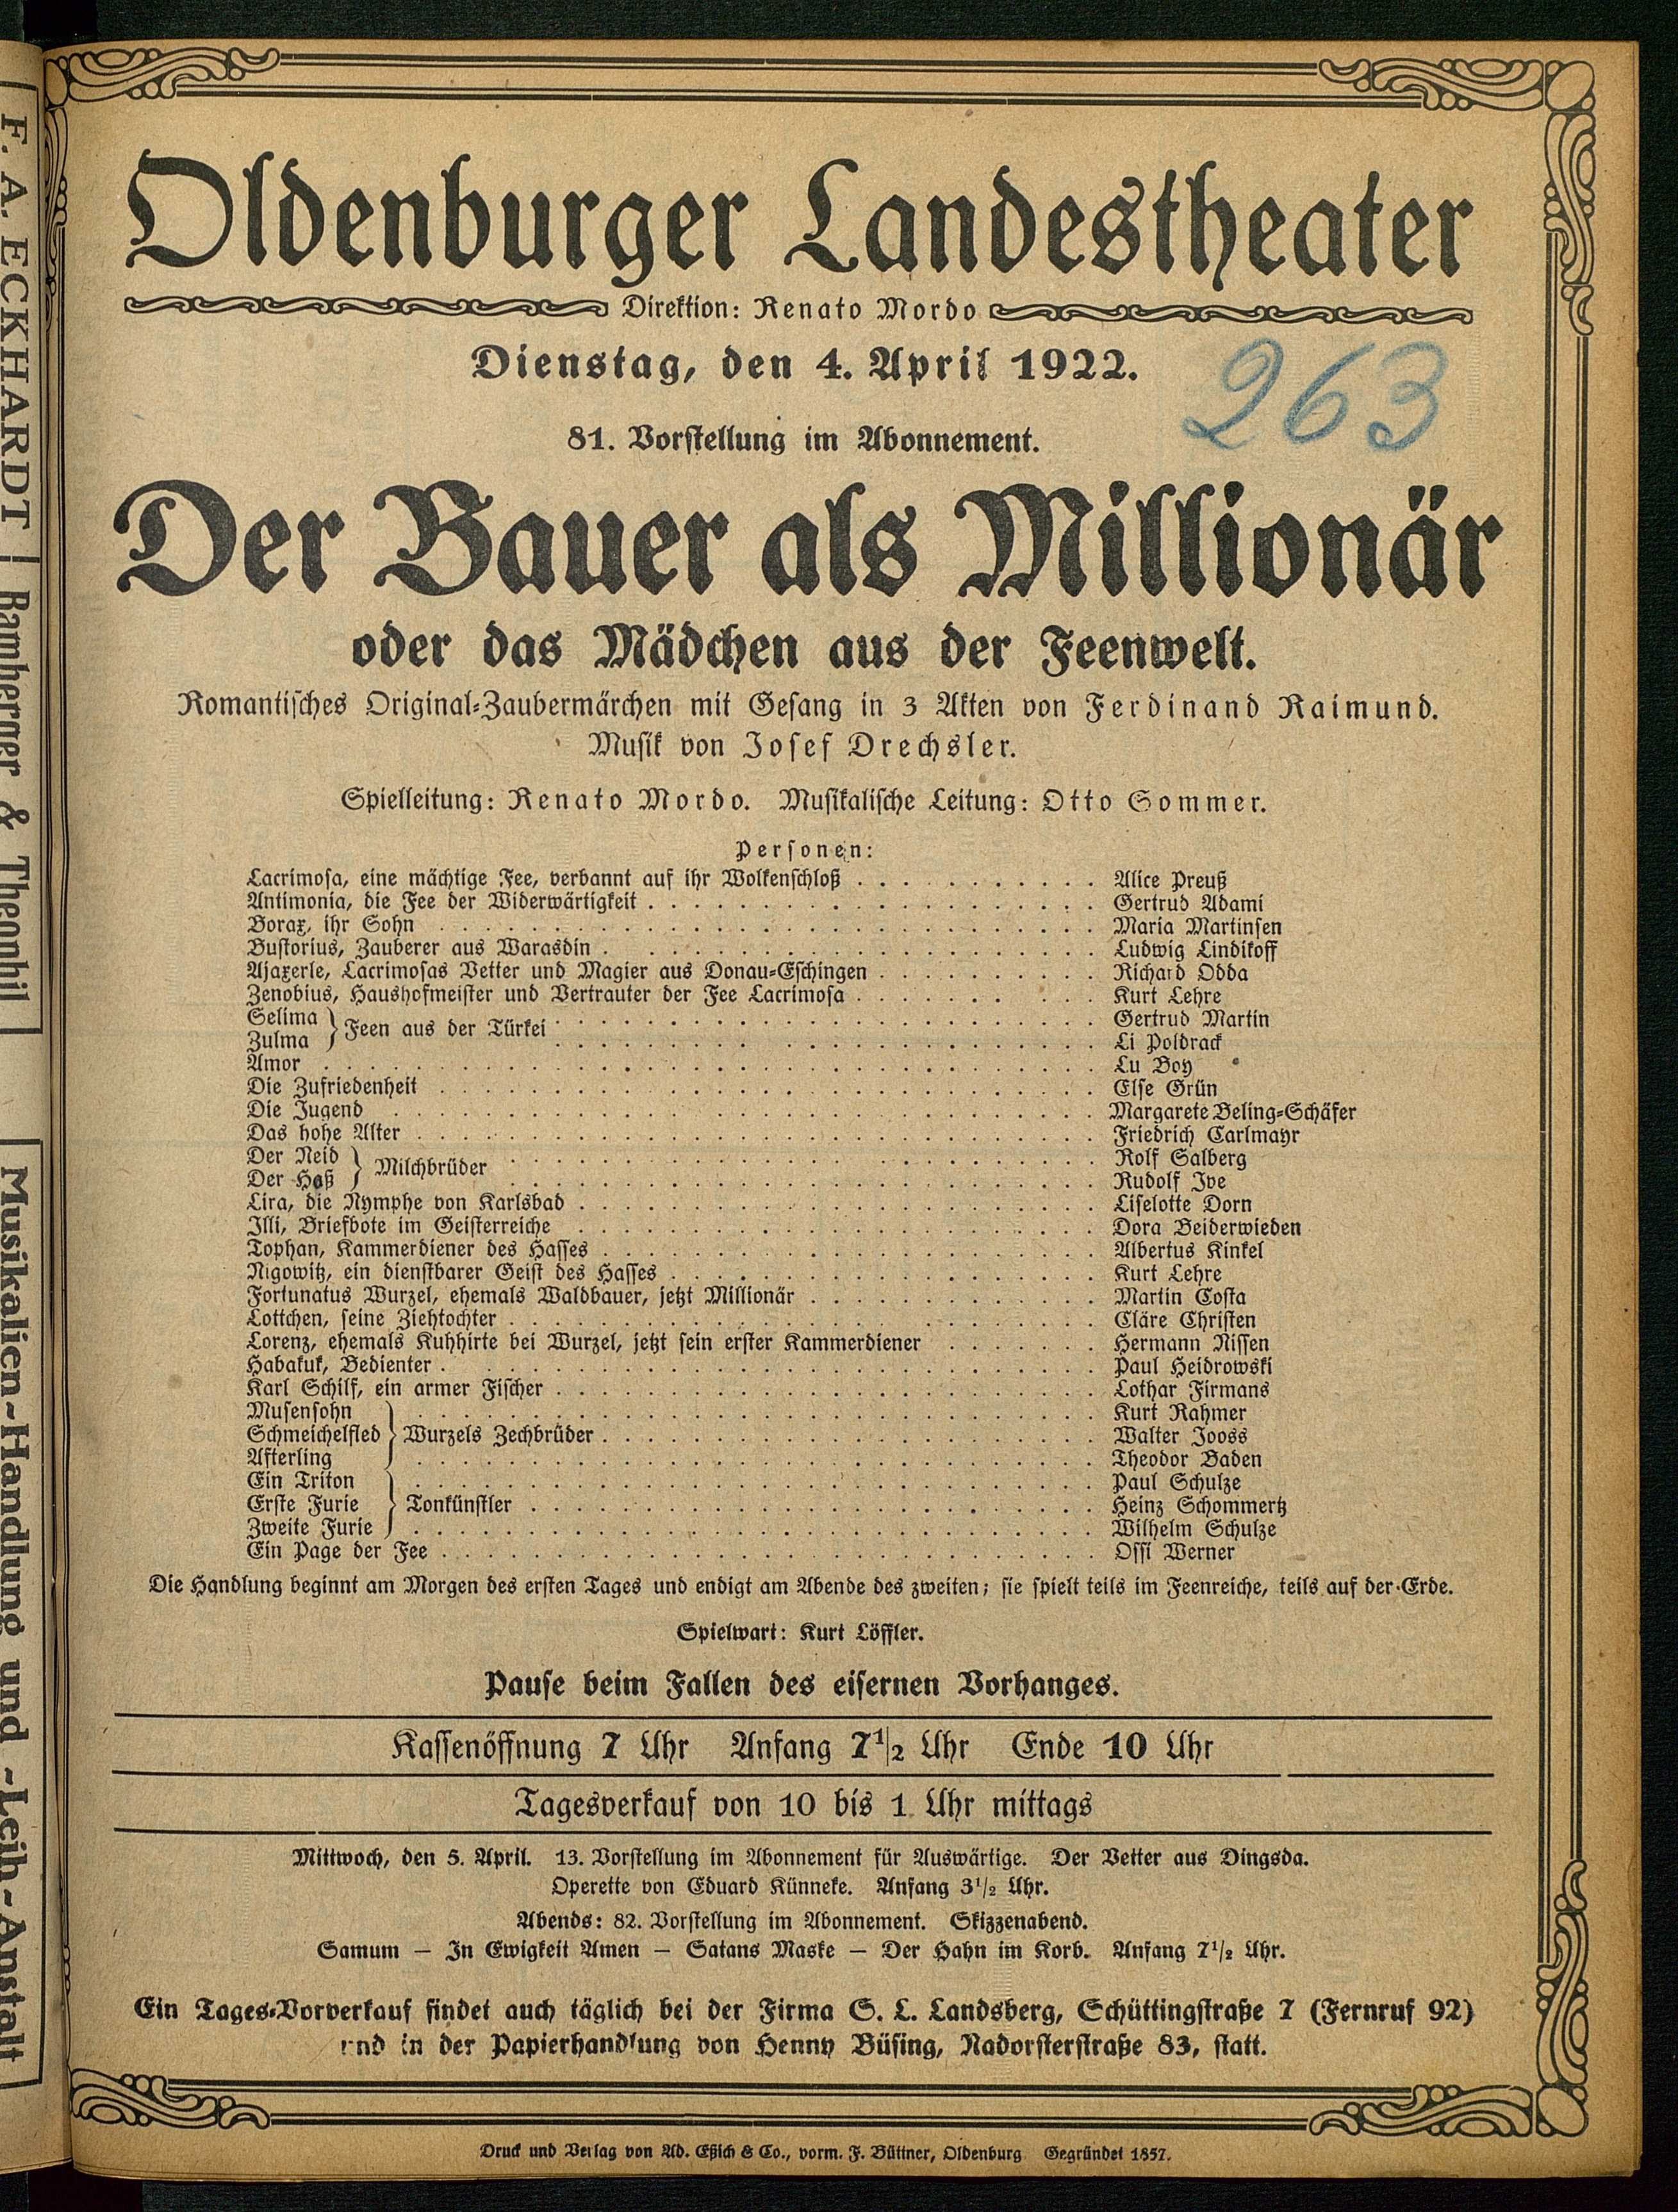 Oldenburger Landestheater
Direktion: Renato Mordo
Dienstag, den 4. April 1922.
263
81. Vorstellung im Abonnement.
Der Bauer als Millionär
oder das Mädchen aus der Feenwelt.
Romantisches Original-Zaubermärchen mit Gesang in 3 Akten von Ferdinand Raimund.
Musik von Josef Drechsler.
Spielleitung: Renato Mordo. Musikalische Leitung: Otto Sommer.
Personen:
Lacrimosa, eine mächtige Fee, verbannt auf ihr Wolkenschloß . . . . . . . . . . . Alice Preuß
Antimonia, die Fee der Widerwärtigkeit . . . . . . . . . . . Gertrud Adami
Borax, ihr Sohn . . . . . . . . . . . Maria Martinsen
Bustorius, Zauberer aus Warasdin . . . . . . . . . . . Ludwig Lindikoff
Ajaxerle, Lacrimosas Vetter und Magier aus Donau-Eschingen . . . . . . . . . . Richard Odda
Zenobius, Haushofmeister und Vertrauter der Fee Lacrimosa . . . . . . . . . . Kurt Lehre
Selima } Feen aus der Türkei . . . . . . . . . . Gertrud Martin
Zulma } . . . . . . . . . . Li Poldrack
Amor . . . . . . . . . . Lu Boy
Die Zufriedenheit . . . . . . . . . . Else Grün
Die Jugend . . . . . . . . . . Margarete Beling-Schäfer
Das hohe Alter . . . . . . . . . . Friedrich Carlmayr
Der Neid } Milchbrüder . . . . . . . . . . Rolf Salberg
Der Haß } . . . . . . . . . . Rudolf Ive
Lira, die Nymphe von Karlsbad . . . . . . . . . . Liselotte Dorn
Illi, Briefbote im Geisterreiche . . . . . . . . . . Dora Beiderwieden
Tophan, Kammerdiener des Hasses . . . . . . . . . . Albertus Kinkel
Nigowitz, ein dienstbarer Geist des Hasses . . . . . . . . . . Kurt Lehre
Fortunatus Wurzel, ehemals Waldbauer, jetzt Millionär . . . . . . . . . . Martin Costa
Lottchen, seine Ziehtochter . . . . . . . . . . Cläre Christen
Lorenz, ehemals Kuhhirte bei Wurzel, jetzt sein erster Kammerdiener . . . . . . . Hermann Nissen
Habakuk, Bedienter . . . . . . . . . . Paul Heidrowski
Karl Schilf, ein armer Fischer . . . . . . . . . . Lothar Firmans
Musensohn } . . . . . . . . . . Kurt Rahmer
Schmeichelfled } Wurzels Zechbrüder . . . . . . . . . . Walter Jooss
Afterling } . . . . . . . . . . Theodor Baden
Ein Triton } . . . . . . . . . . Paul Schulze
Erste Furie } Tonkünstler . . . . . . . . . . Heinz Schommertz
Zweite Furie } . . . . . . . . . . Wilhelm Schulze
Ein Page der Fee . . . . . . . . . . Ossi Werner
Die Handlung beginnt am Morgen des ersten Tages und endigt am Abende des zweiten; sie spielt teils im Feenreiche, teils auf der Erde.
Spielwart: Kurt Löffler.
Pause beim Fallen des eisernen Vorhanges.
Kassenöffnung 7 Uhr Anfang 7½ Uhr Ende 10 Uhr
Tagesverkauf von 10 bis 1 Uhr mittags
Mittwoch, den 5. April. 13. Vorstellung im Abonnement für Auswärtige. Der Vetter aus Dingsda.
Operette von Eduard Künneke. Anfang 3½ Uhr.
Abends: 82. Vorstellung im Abonnement. Skizzenabend.
Samum — In Ewigkeit Amen — Satans Maske — Der Hahn im Korb. Anfang 7½ Uhr.
Ein Tages-Vorverkauf findet auch täglich bei der Firma S. L. Landsberg, Schüttingstraße 7 (Fernruf 92)
und in der Papierhandlung von Henny Büsing, Nadorsterstraße 83, statt.
Druck und Verlag von Ad. Eßich & Co., vorm. F. Büttner, Oldenburg Gegründet 1857.
F. A. ECKHARDT | Bamberger & Theophil
Musikalien-Handlung und -Leih-Anstalt